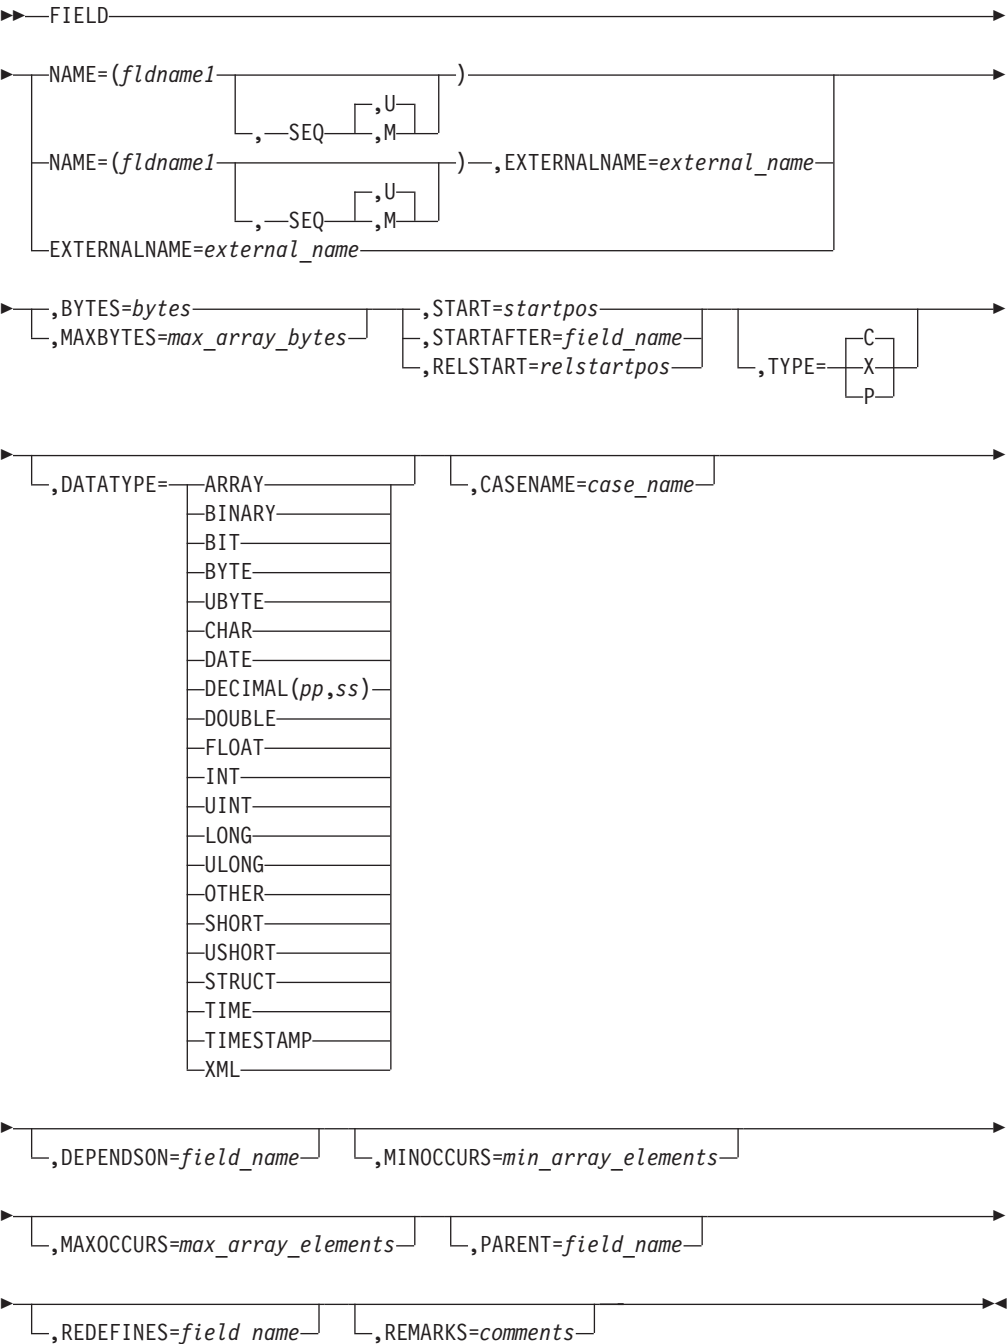 FIELD
NAME=(fldname1 )
,U
, SEQ ,M
NAME=(fldname1 ) ,EXTERNALNAME=external_name
,U
, SEQ ,M
EXTERNALNAME=external_name
,BYTES=bytes ,START=startpos
,MAXBYTES=max_array_bytes ,STARTAFTER=field_name C
,RELSTART=relstartpos ,TYPE= X
P
,DATATYPE= ARRAY ,CASENAME=case_name
BINARY
BIT
BYTE
UBYTE
CHAR
DATE
DECIMAL(pp,ss)
DOUBLE
FLOAT
INT
UINT
LONG
ULONG
OTHER
SHORT
USHORT
STRUCT
TIME
TIMESTAMP
XML
,DEPENDSON=field_name ,MINOCCURS=min_array_elements
,MAXOCCURS=max_array_elements ,PARENT=field_name
,REDEFINES=field_name ,REMARKS=comments